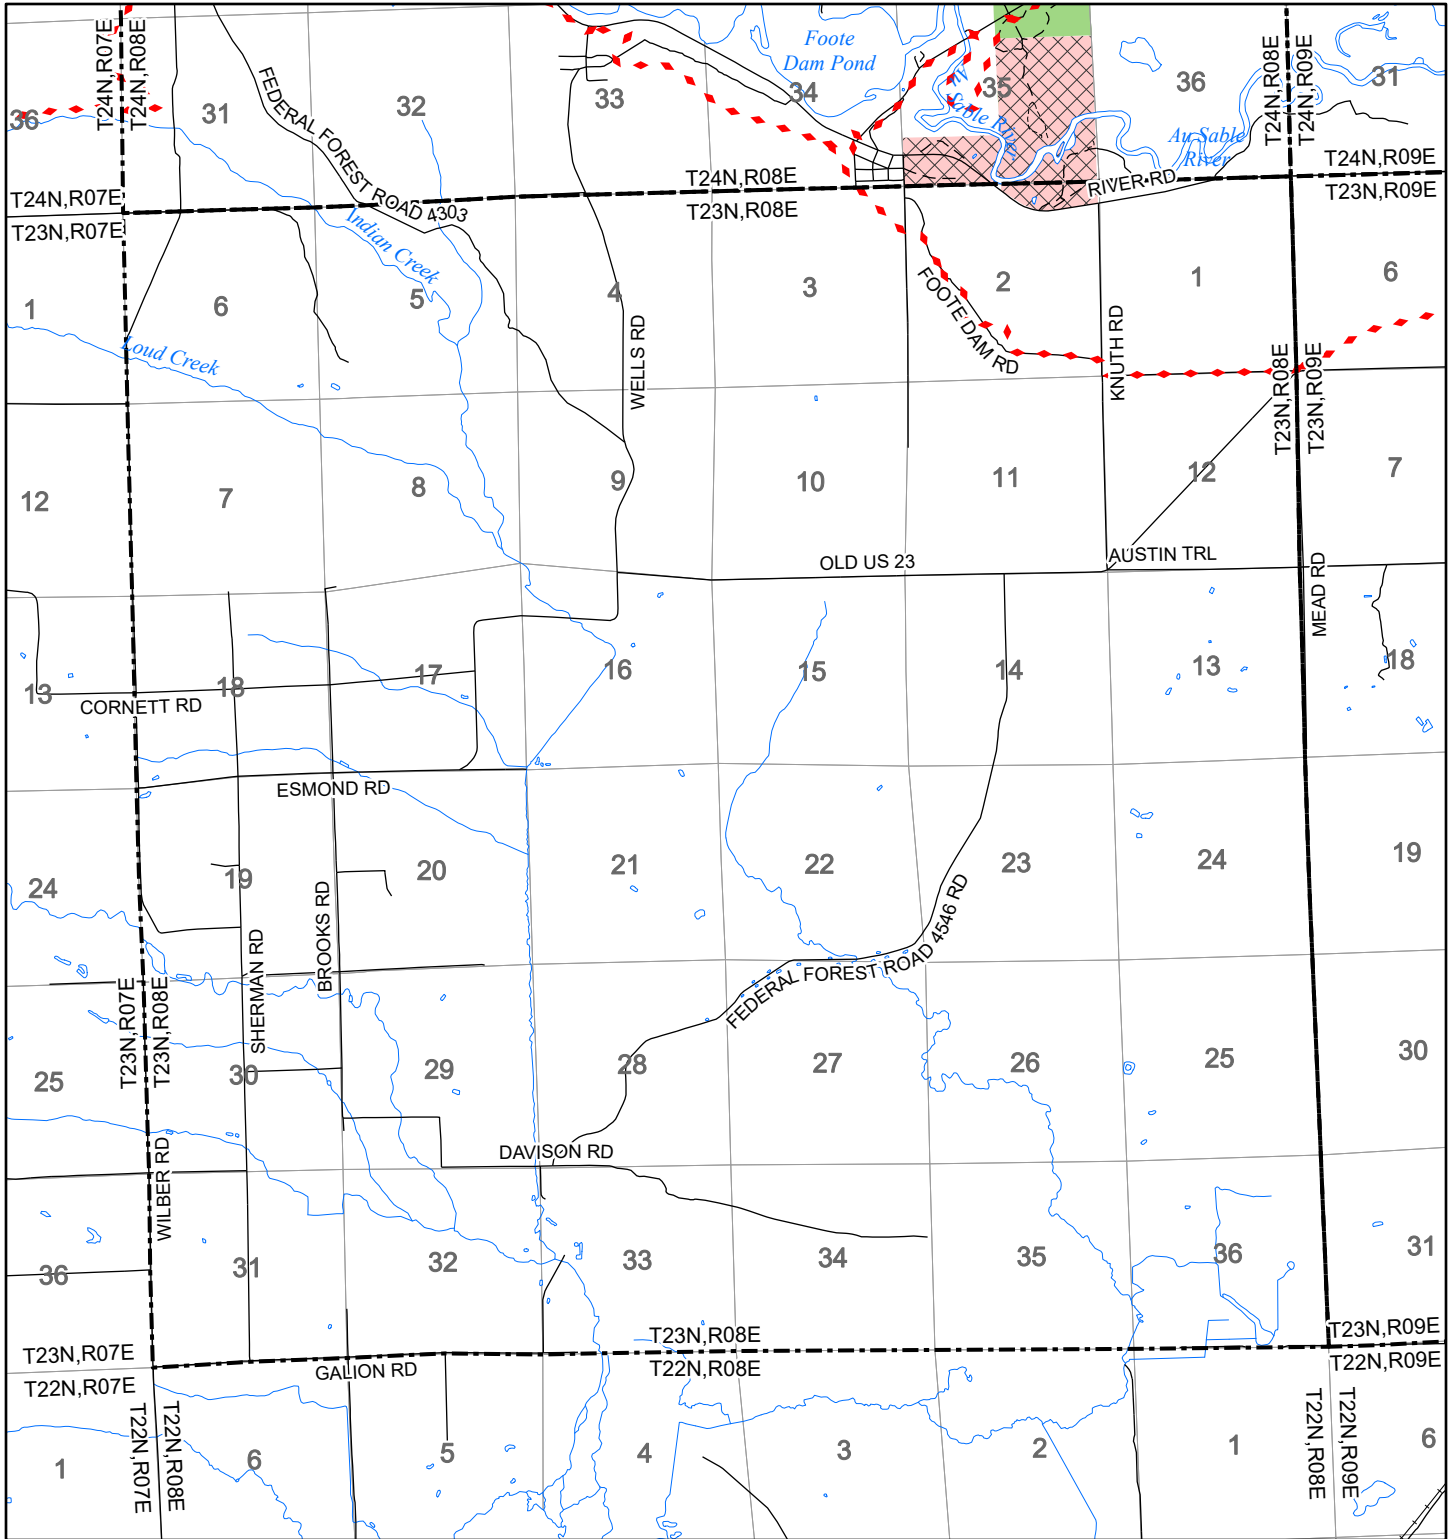 T24N,R07E
T24N,R08E
36
31
FEDERAL FOREST ROAD 4303
32
33
Foote
Dam Pond
34
35
Au Sable River
36
Au Sable
River
T24N,R08E
T24N,R09E
31
T24N,R07E
T23N,R07E
T24N,R08E
T23N,R08E
RIVER RD
T24N,R09E
T23N,R09E
1
6
Indian Creek
5
4
3
2
1
6
Loud Creek
WELLS RD
FOOTE DAM RD
KNUTH RD
T23N,R08E
T23N,R09E
12
7
8
9
10
11
12
7
OLD US 23
AUSTIN TRL
MEAD RD
13
CORNETT RD
18
17
16
15
14
13
18
ESMOND RD
24
19
20
21
22
23
24
19
BROOKS RD
SHERMAN RD
FEDERAL FOREST ROAD 4546 RD
T23N,R07E
T23N,R08E
25
30
29
28
27
26
25
30
DAVISON RD
WILBER RD
36
31
32
33
34
35
36
31
T23N,R07E
T22N,R07E
GALION RD
T23N,R08E
T22N,R08E
T23N,R09E
T22N,R09E
T22N,R07E
T22N,R08E
1
6
5
4
3
2
1
T22N,R08E
T22N,R09E
6